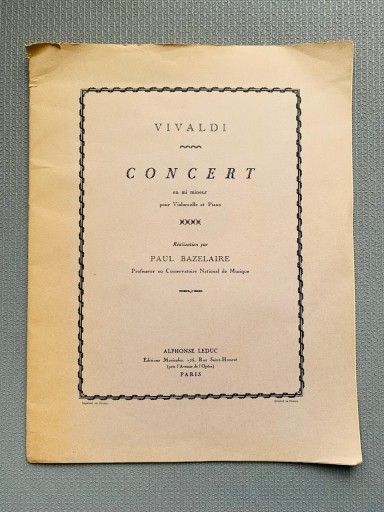 VIVALDI
CONCERT
en mi mineur
pour Violoncelle et Piano
Réalisation par
PAUL BAZELAIRE
Professeur au Conservatoire National de Musique
ALPHONSE LEDUC
Editions Musicales, 175, Rue Saint-Honoré
(près l'Avenue de l'Opéra)
PARIS